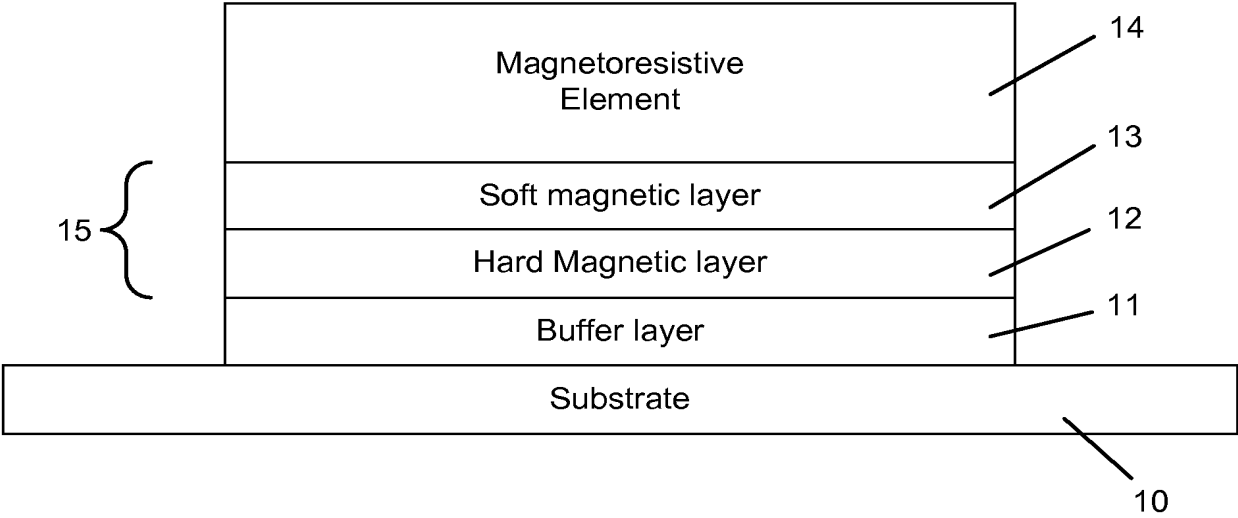 Magnetoresistive
Element
14
13
Soft magnetic layer
15
12
Hard Magnetic layer
11
Buffer layer
Substrate
10